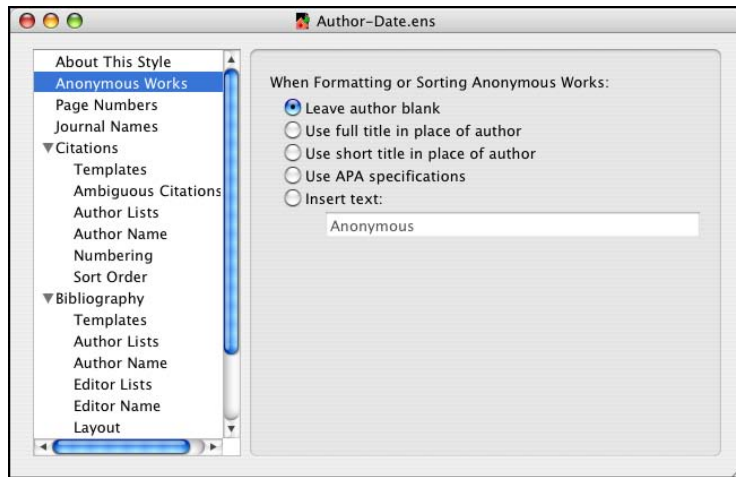 Author-Date.ens
About This Style
Anonymous Works
Page Numbers
Journal Names
Citations
Templates
Ambiguous Citations
Author Lists
Author Name
Numbering
Sort Order
Bibliography
Templates
Author Lists
Author Name
Editor Lists
Editor Name
Layout
When Formatting or Sorting Anonymous Works:
Leave author blank
Use full title in place of author
Use short title in place of author
Use APA specifications
Insert text:
Anonymous